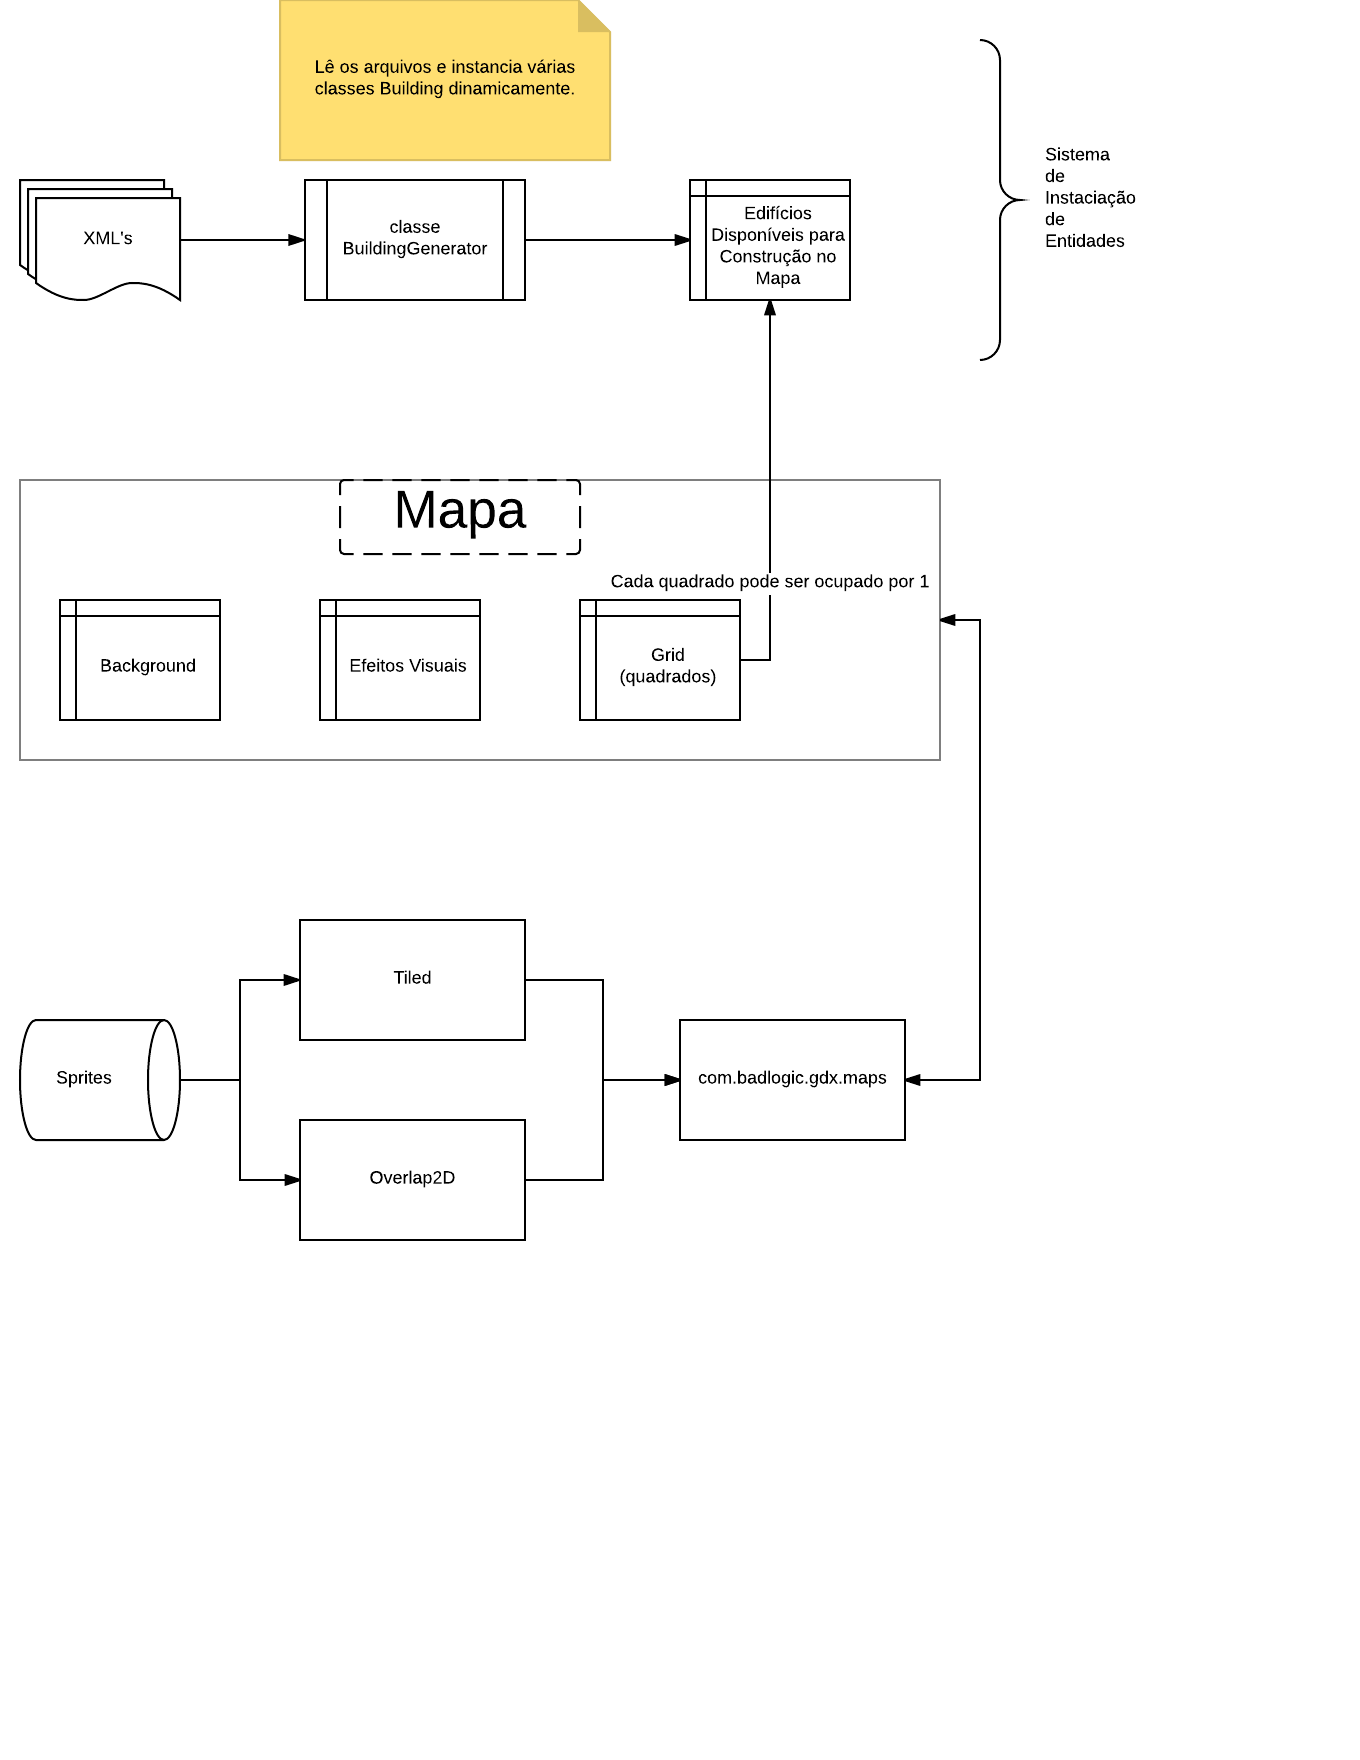 Lê os arquivos e instancia várias
classes Building dinamicamente.
XML's
classe
BuildingGenerator
Edifícios
Disponíveis para
Construção no
Mapa
Sistema
de
Instaciação
de
Entidades
Mapa
Cada quadrado pode ser ocupado por 1
Background
Efeitos Visuais
Grid
(quadrados)
Tiled
Sprites
com.badlogic.gdx.maps
Overlap2D